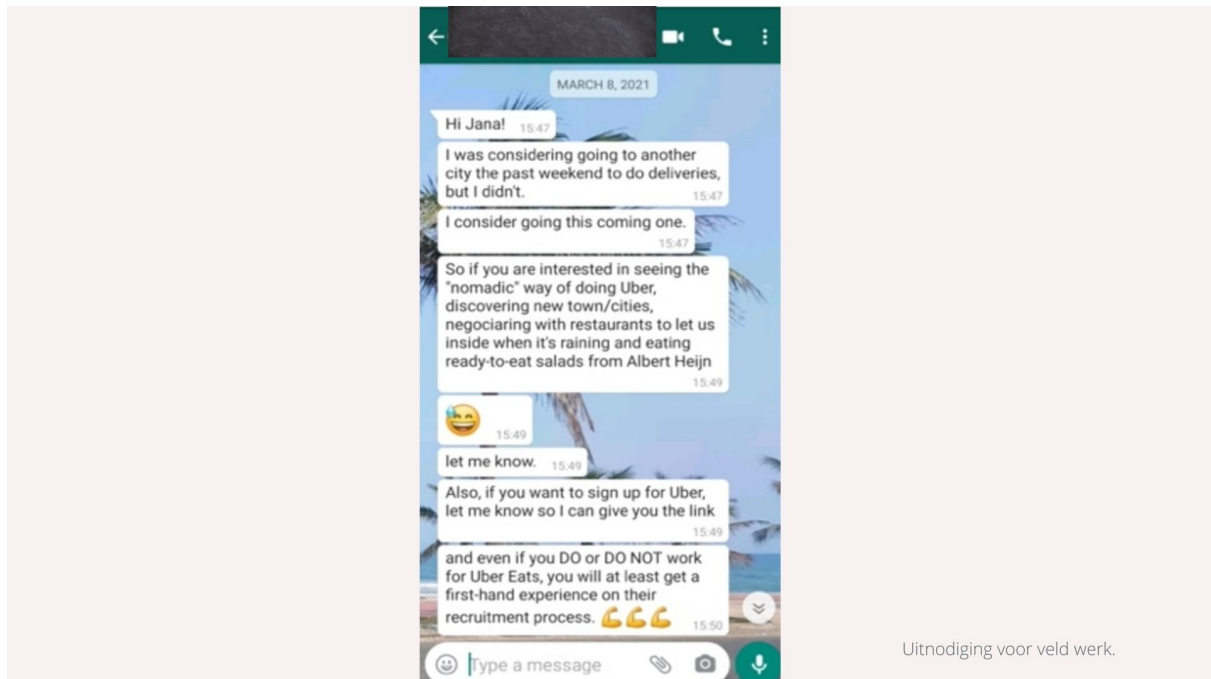 MARCH 8, 2021
Hi Jana! 15:47
I was considering going to another
city the past weekend to do deliveries,
but I didn't. 15:47
I consider going this coming one.
15:47
So if you are interested in seeing the
"nomadic" way of doing Uber,
discovering new town/cities,
negociaring with restaurants to let us
inside when it's raining and eating
ready-to-eat salads from Albert Heijn
15:49
15:49
let me know. 15:49
Also, if you want to sign up for Uber,
let me know so I can give you the link
15:49
and even if you DO or DO NOT work
for Uber Eats, you will at least get a
first-hand experience on their
recruitment process. 15:50
Type a message
Uitnodiging voor veld werk.